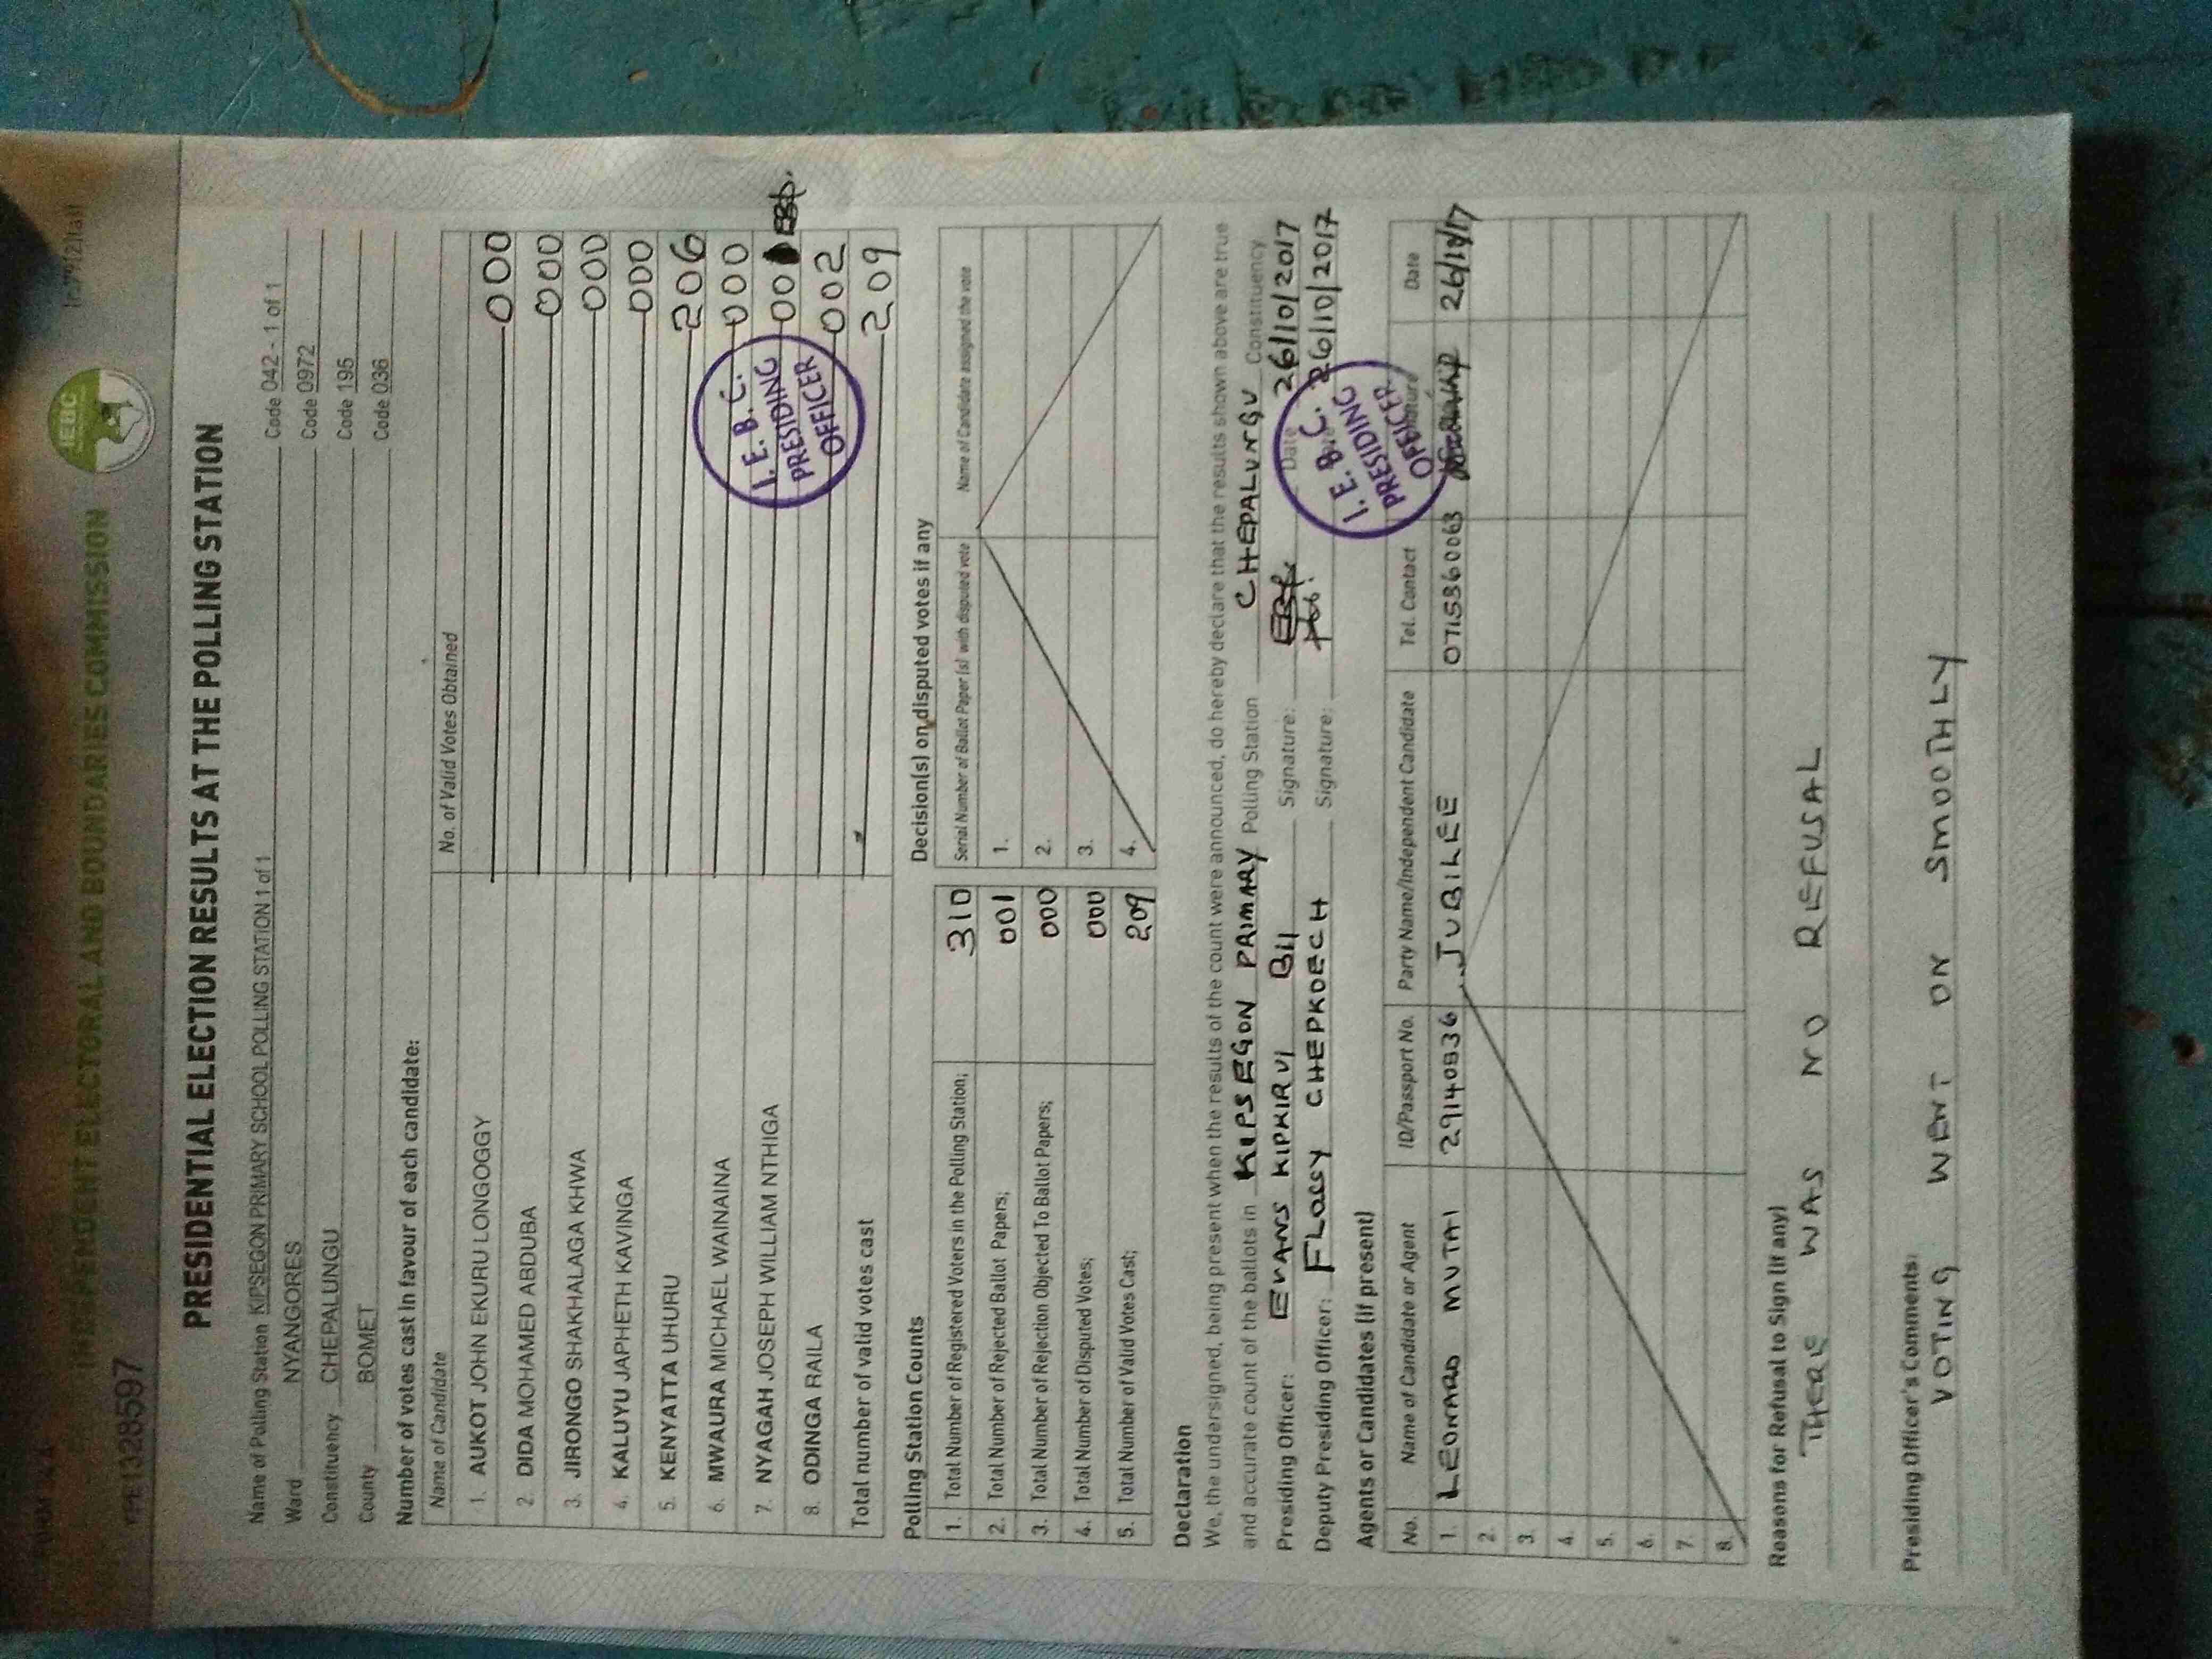 FORM 34A
INDEPENDENT ELECTORAL AND BOUNDARIES COMMISSION
IEBC
PRESIDENTIAL ELECTION RESULTS AT THE POLLING STATION
Name of Polling Station KIPSEGON PRIMARY SCHOOL POLLING STATION 1 of 1 Code 042 - 1 of 1
Ward NYANGORES Code 0972
Constituency CHEPALUNGU Code 195
County BOMET Code 036
Number of votes cast in favour of each candidate:
Name of Candidate No. of Valid Votes Obtained
1. AUKOT JOHN EKURU LONGOGGY 000
2. DIDA MOHAMED ABDUBA 000
3. JIRONGO SHAKHALAGA KHWA 000
4. KALUYU JAPHETH KAVINGA 000
5. KENYATTA UHURU 206
6. MWAURA MICHAEL WAINAINA 000
7. NYAGAH JOSEPH WILLIAM NTHIGA 001
8. ODINGA RAILA 002
Total number of valid votes cast 209
I. E. B. C.
PRESIDING
OFFICER
Polling Station Counts
1. Total Number of Registered Voters in the Polling Station; 310
2. Total Number of Rejected Ballot Papers; 001
3. Total Number of Rejection Objected To Ballot Papers; 000
4. Total Number of Disputed Votes; 000
5. Total Number of Valid Votes Cast; 209
Decision(s) on disputed votes if any
Serial Number of Ballot Paper (s) with disputed vote Name of Candidate assigned the vote
1.
2.
3.
4.
Declaration
We, the undersigned, being present when the results of the count were announced, do hereby declare that the results shown above are true
and accurate count of the ballots in KIPSEGON PRIMARY Polling Station CHEPALUNGU Constituency
Presiding Officer: EVANS KIPKIRUI BII Signature: Date 26/10/2017
Deputy Presiding Officer: FLOCSY CHEPKOECH Signature: 26/10/2017
I. E. B. C.
PRESIDING
OFFICER
Agents or Candidates (if present)
No. Name of Candidate or Agent ID/Passport No. Party Name/Independent Candidate Tel. Contact Signature Date
1. LEONARD MUTAI 29140836 JUBILEE 0715860063 26/10/17
2.
3.
4.
5.
6.
7.
8.
Reasons for Refusal to Sign (if any)
THERE WAS NO REFUSAL
Presiding Officer's Comments:
VOTING WENT ON SMOOTHLY